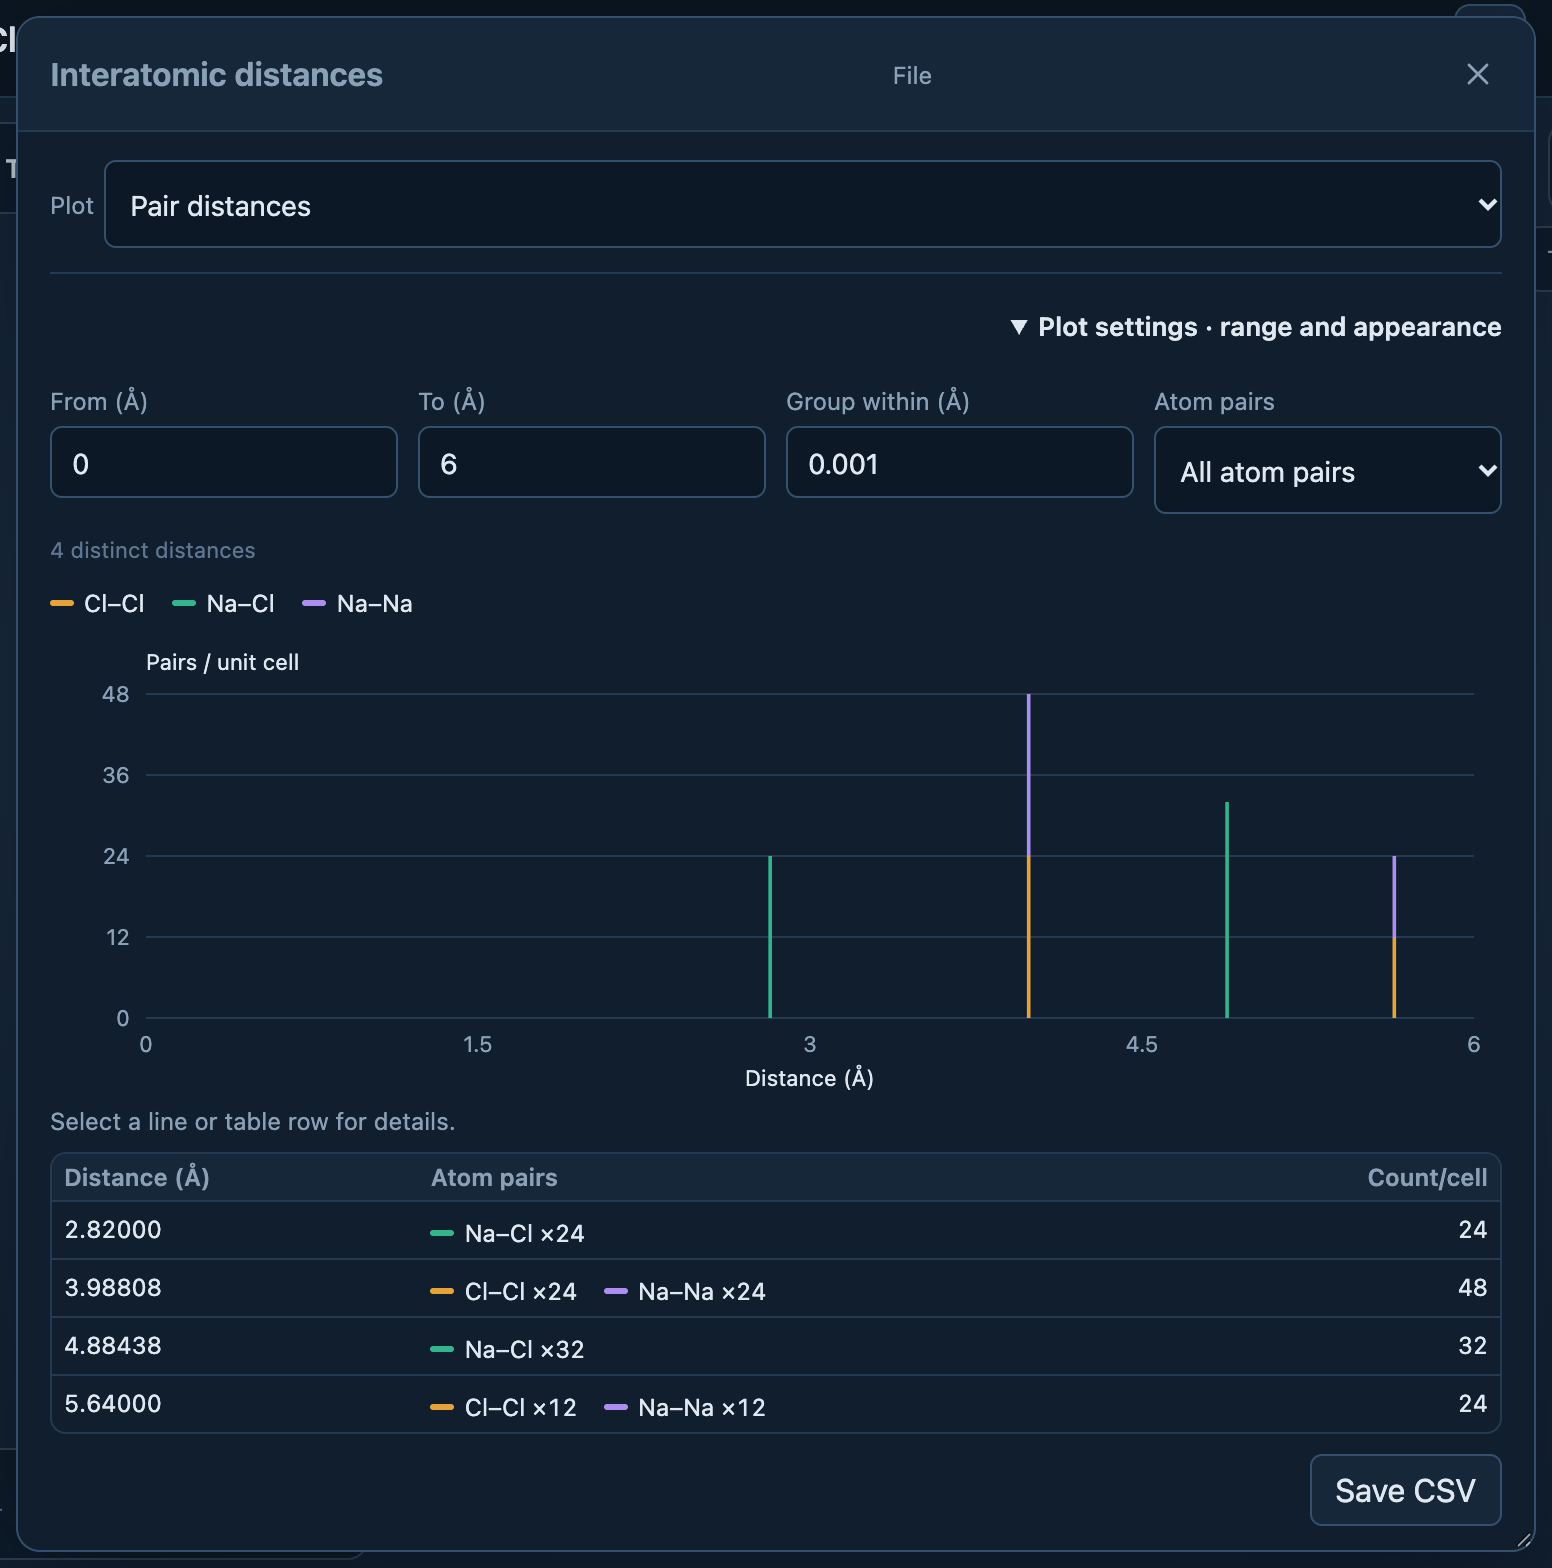 Interatomic distances
File
Plot
Pair distances
▼ Plot settings · range and appearance
From (Å)
To (Å)
Group within (Å)
Atom pairs
0
6
0.001
All atom pairs
4 distinct distances
Cl–Cl
Na–Cl
Na–Na
Pairs / unit cell
48
36
24
12
0
0
1.5
3
4.5
6
Distance (Å)
Select a line or table row for details.
Distance (Å) Atom pairs Count/cell
2.82000 Na–Cl ×24 24
3.98808 Cl–Cl ×24 Na–Na ×24 48
4.88438 Na–Cl ×32 32
5.64000 Cl–Cl ×12 Na–Na ×12 24
Save CSV